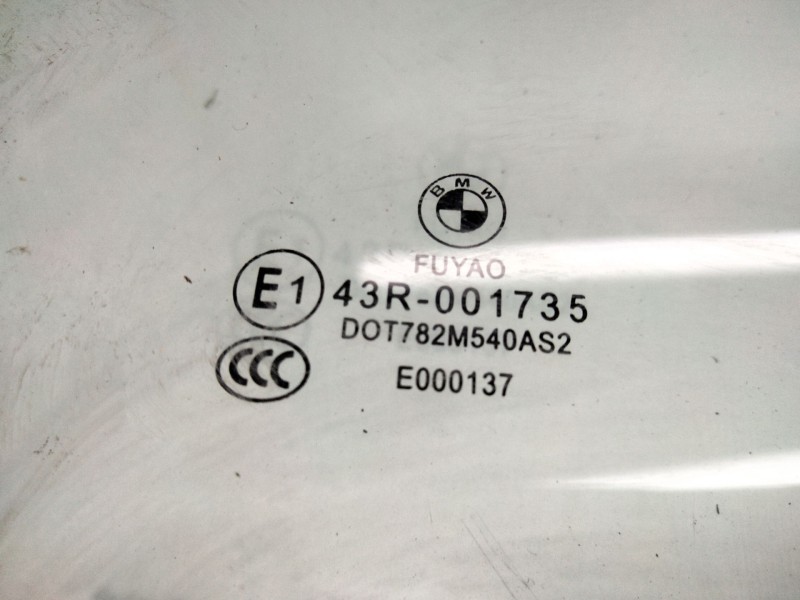 BMW
FUYAO
E1 43R-001735
DOT782M540AS2
CCC
E000137